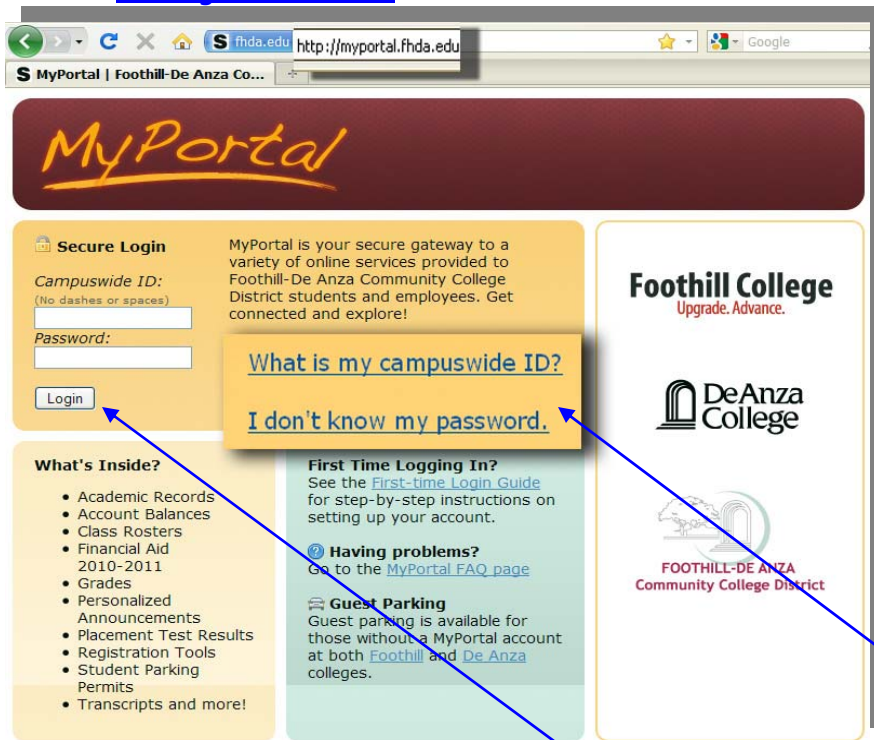 S fhda.edu
http://myportal.fhda.edu
Google
S MyPortal | Foothill-De Anza Co...
MyPortal
Secure Login
Campuswide ID:
(No dashes or spaces)
Password:
Login
MyPortal is your secure gateway to a
variety of online services provided to
Foothill-De Anza Community College
District students and employees. Get
connected and explore!
What is my campuswide ID?
I don't know my password.
What's Inside?
• Academic Records
• Account Balances
• Class Rosters
• Financial Aid
2010-2011
• Grades
• Personalized
Announcements
• Placement Test Results
• Registration Tools
• Student Parking
Permits
• Transcripts and more!
First Time Logging In?
See the First-time Login Guide
for step-by-step instructions on
setting up your account.
Having problems?
Go to the MyPortal FAQ page
Guest Parking
Guest parking is available for
those without a MyPortal account
at both Foothill and De Anza
colleges.
Foothill College
Upgrade. Advance.
DeAnza
College
FOOTHILL-DE ANZA
Community College District